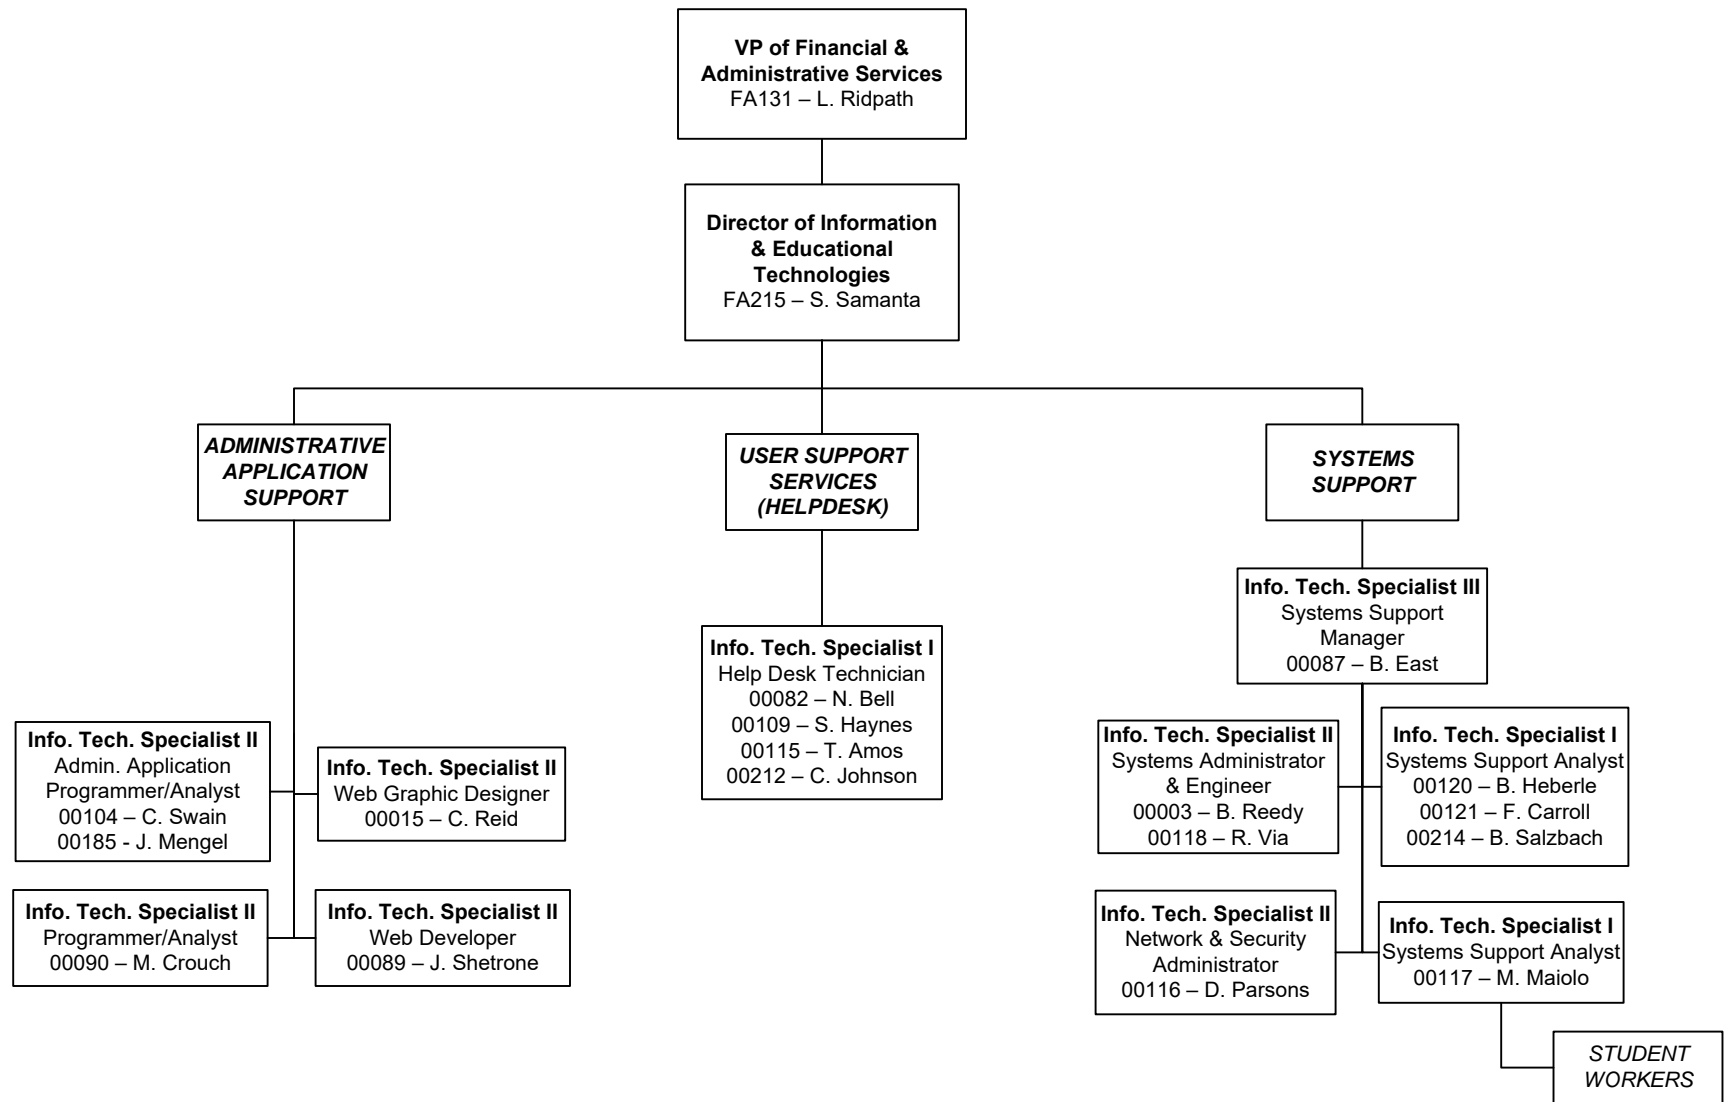 VP of Financial &
Administrative Services
FA131 – L. Ridpath
Director of Information
& Educational
Technologies
FA215 – S. Samanta
ADMINISTRATIVE
APPLICATION
SUPPORT
USER SUPPORT
SERVICES
(HELPDESK)
SYSTEMS
SUPPORT
Info. Tech. Specialist II
Admin. Application
Programmer/Analyst
00104 – C. Swain
00185 - J. Mengel
Info. Tech. Specialist II
Web Graphic Designer
00015 – C. Reid
Info. Tech. Specialist II
Programmer/Analyst
00090 – M. Crouch
Info. Tech. Specialist II
Web Developer
00089 – J. Shetrone
Info. Tech. Specialist I
Help Desk Technician
00082 – N. Bell
00109 – S. Haynes
00115 – T. Amos
00212 – C. Johnson
Info. Tech. Specialist III
Systems Support
Manager
00087 – B. East
Info. Tech. Specialist II
Systems Administrator
& Engineer
00003 – B. Reedy
00118 – R. Via
Info. Tech. Specialist I
Systems Support Analyst
00120 – B. Heberle
00121 – F. Carroll
00214 – B. Salzbach
Info. Tech. Specialist II
Network & Security
Administrator
00116 – D. Parsons
Info. Tech. Specialist I
Systems Support Analyst
00117 – M. Maiolo
STUDENT
WORKERS